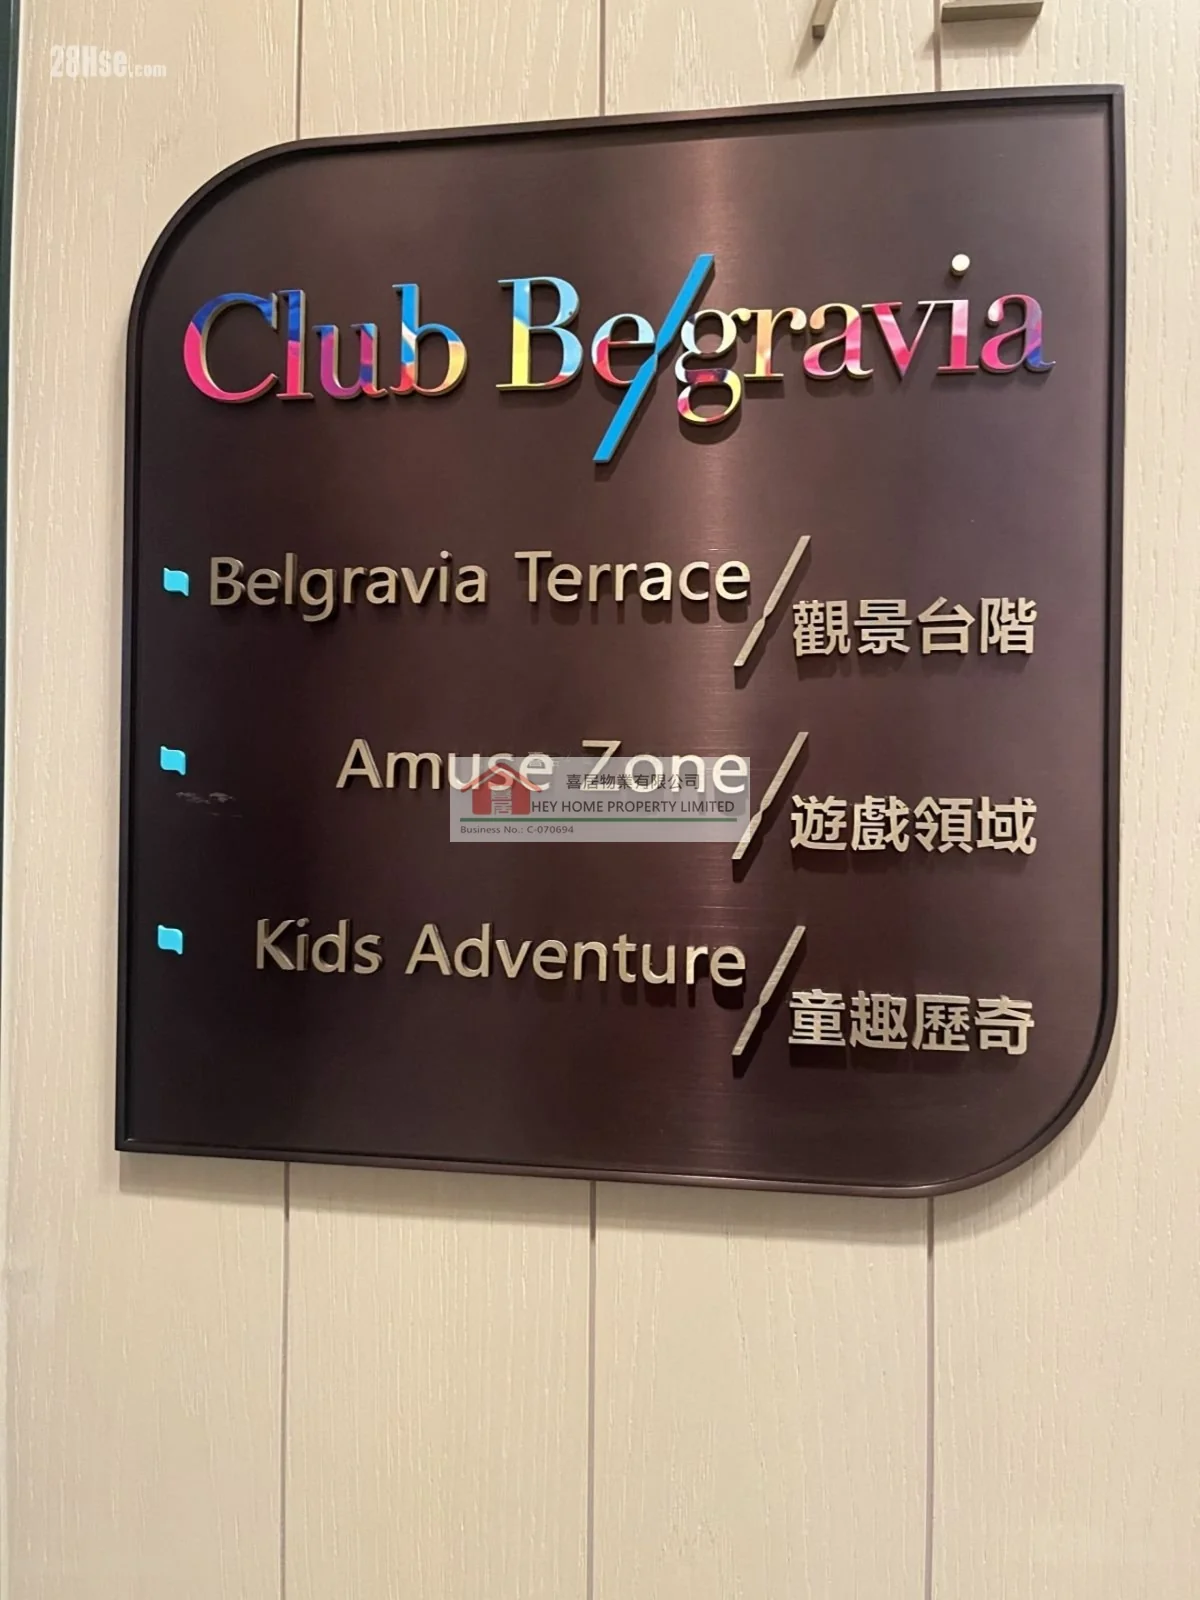 28Hse.com
Club Belgravia
Belgravia Terrace
觀景台階
Amuse Zone
遊戲領域
喜居物業有限公司
HEY HOME PROPERTY LIMITED
Business No.: C-070694
Kids Adventure
童趣歷奇